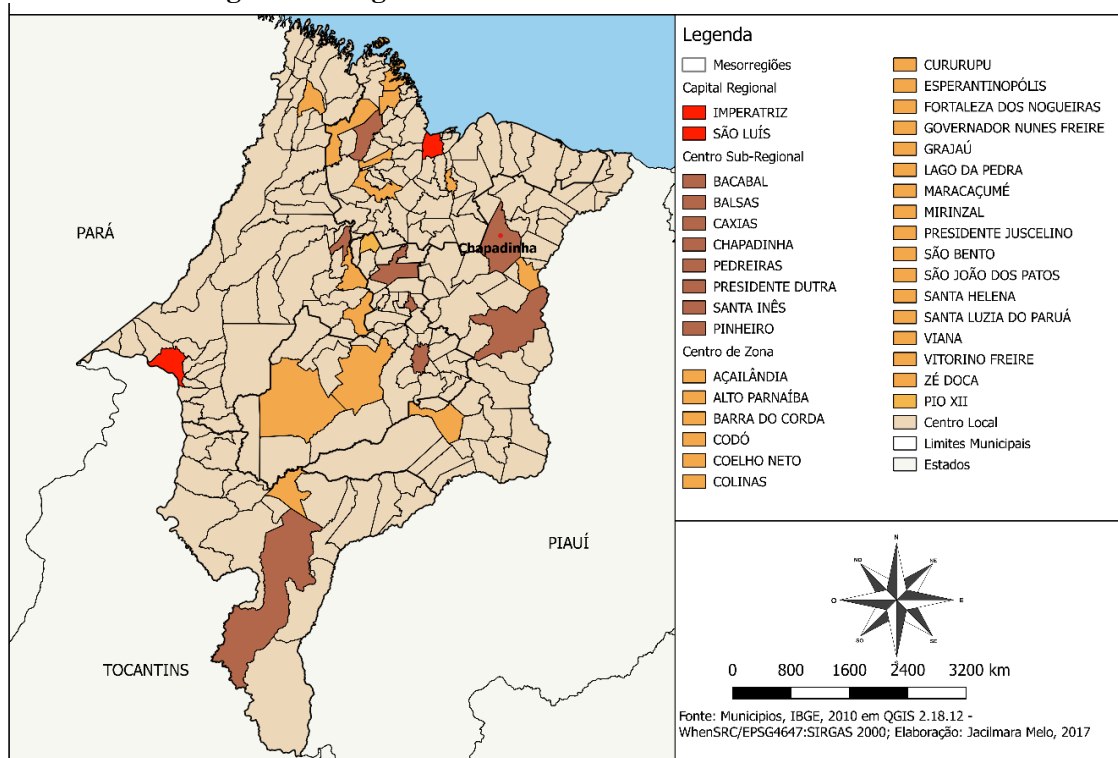 PARÁ
Chapadinha
PIAUÍ
TOCANTINS
Legenda
Mesorregiões
Capital Regional
IMPERATRIZ
SÃO LUÍS
Centro Sub-Regional
BACABAL
BALSAS
CAXIAS
CHAPADINHA
PEDREIRAS
PRESIDENTE DUTRA
SANTA INÊS
PINHEIRO
Centro de Zona
AÇAILÂNDIA
ALTO PARNAÍBA
BARRA DO CORDA
CODÓ
COELHO NETO
COLINAS
CURURUPU
ESPERANTINOPÓLIS
FORTALEZA DOS NOGUEIRAS
GOVERNADOR NUNES FREIRE
GRAJAÚ
LAGO DA PEDRA
MARACAÇUMÉ
MIRINZAL
PRESIDENTE JUSCELINO
SÃO BENTO
SÃO JOÃO DOS PATOS
SANTA HELENA
SANTA LUZIA DO PARUÁ
VIANA
VITORINO FREIRE
ZÉ DOCA
PIO XII
Centro Local
Limites Municipais
Estados
N
NO NE
O E
SO SE
0 800 1600 2400 3200 km
Fonte: Municipios, IBGE, 2010 em QGIS 2.18.12 -
WhenSRC/EPSG4647:SIRGAS 2000; Elaboração: Jacilmara Melo, 2017